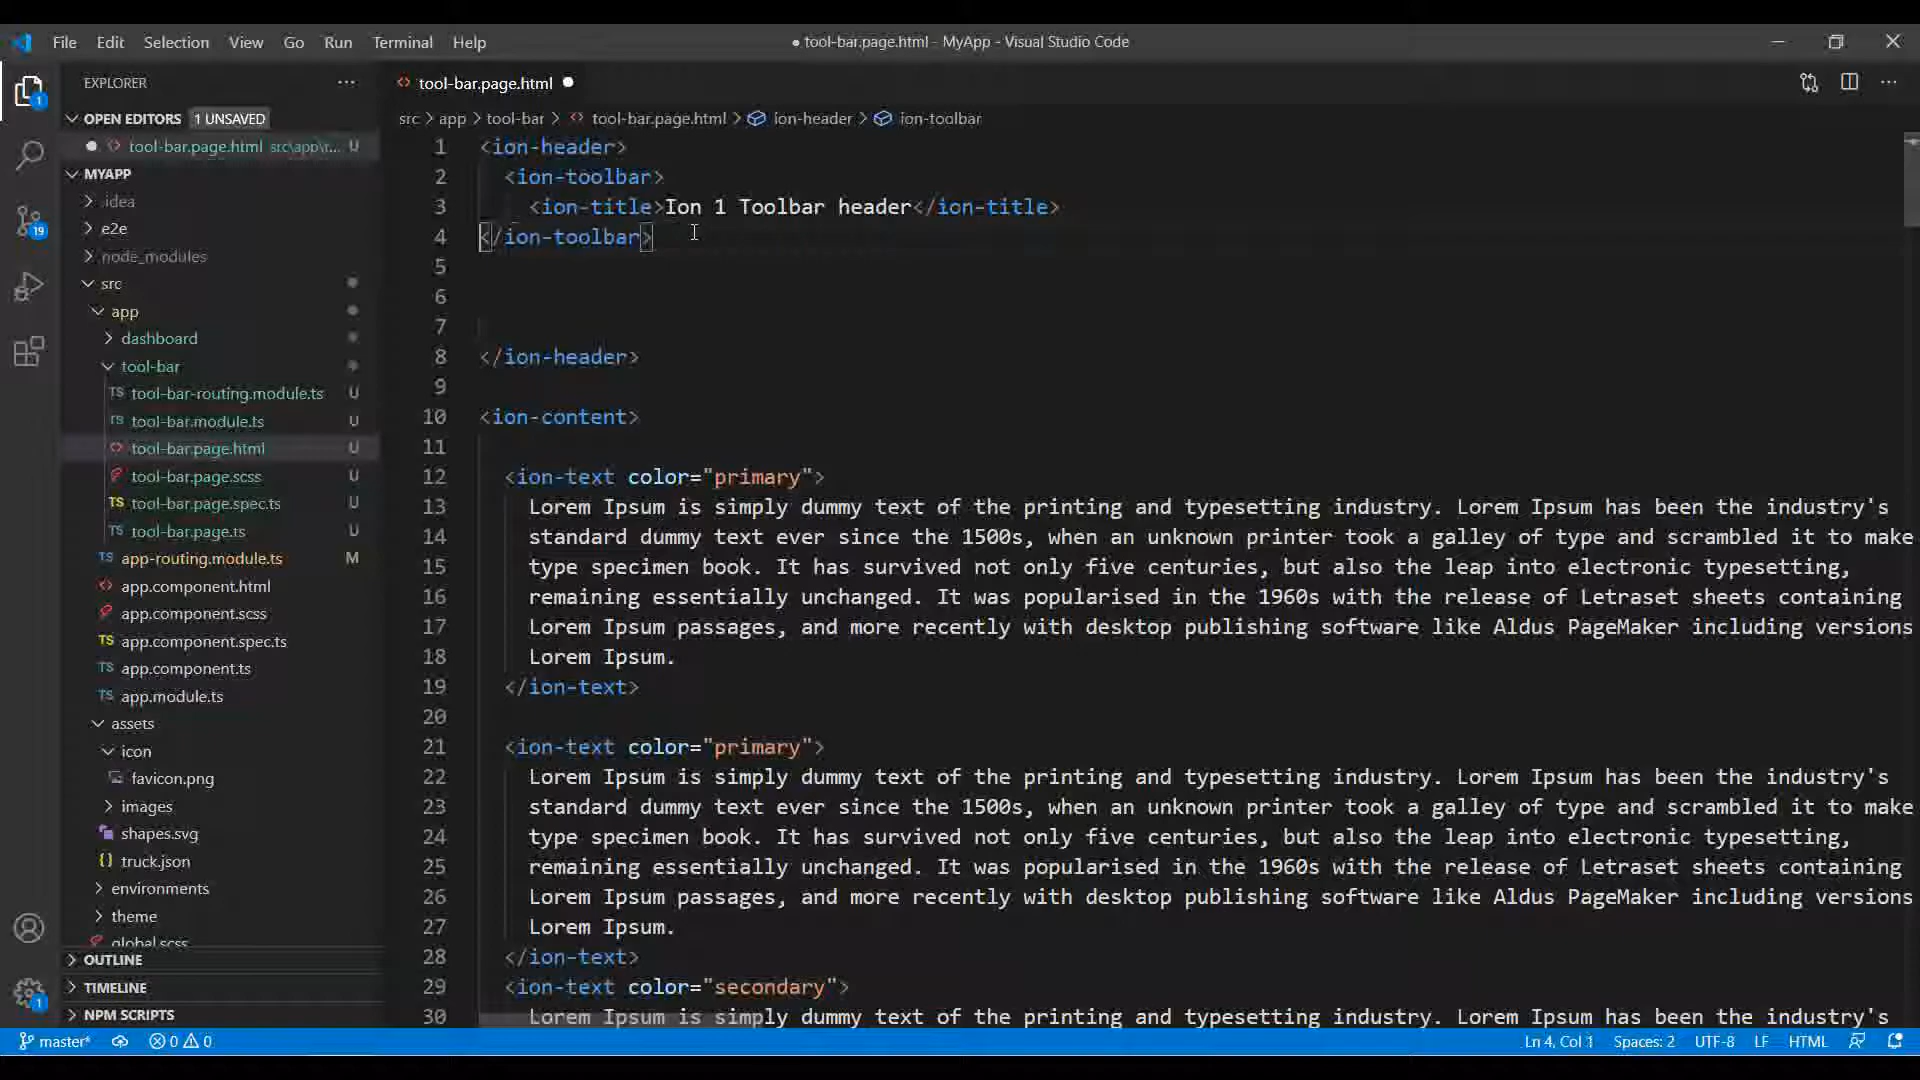 File Edit Selection View Go Run Terminal Help
● tool-bar.page.html - MyApp - Visual Studio Code
EXPLORER
tool-bar.page.html
OPEN EDITORS 1 UNSAVED
src > app > tool-bar > tool-bar.page.html > ion-header > ion-toolbar
tool-bar.page.html src\app\t... U
MYAPP
.idea
e2e
node_modules
src
app
dashboard
tool-bar
TS tool-bar-routing.module.ts U
TS tool-bar.module.ts U
tool-bar.page.html U
tool-bar.page.scss U
TS tool-bar.page.spec.ts U
TS tool-bar.page.ts U
TS app-routing.module.ts M
app.component.html
app.component.scss
TS app.component.spec.ts
TS app.component.ts
TS app.module.ts
assets
icon
favicon.png
images
shapes.svg
{} truck.json
environments
theme
global.scss
OUTLINE
TIMELINE
NPM SCRIPTS
1
19
1
1 <ion-header>
2 <ion-toolbar>
3 <ion-title>Ion 1 Toolbar header</ion-title>
4 </ion-toolbar>
5
6
7
8 </ion-header>
9
10 <ion-content>
11
12 <ion-text color="primary">
13 Lorem Ipsum is simply dummy text of the printing and typesetting industry. Lorem Ipsum has been the industry's
14 standard dummy text ever since the 1500s, when an unknown printer took a galley of type and scrambled it to make
15 type specimen book. It has survived not only five centuries, but also the leap into electronic typesetting,
16 remaining essentially unchanged. It was popularised in the 1960s with the release of Letraset sheets containing
17 Lorem Ipsum passages, and more recently with desktop publishing software like Aldus PageMaker including versions
18 Lorem Ipsum.
19 </ion-text>
20
21 <ion-text color="primary">
22 Lorem Ipsum is simply dummy text of the printing and typesetting industry. Lorem Ipsum has been the industry's
23 standard dummy text ever since the 1500s, when an unknown printer took a galley of type and scrambled it to make
24 type specimen book. It has survived not only five centuries, but also the leap into electronic typesetting,
25 remaining essentially unchanged. It was popularised in the 1960s with the release of Letraset sheets containing
26 Lorem Ipsum passages, and more recently with desktop publishing software like Aldus PageMaker including versions
27 Lorem Ipsum.
28 </ion-text>
29 <ion-text color="secondary">
30 Lorem Ipsum is simply dummy text of the printing and typesetting industry. Lorem Ipsum has been the industry's
master* 0 0 Ln 4, Col 1 Spaces: 2 UTF-8 LF HTML